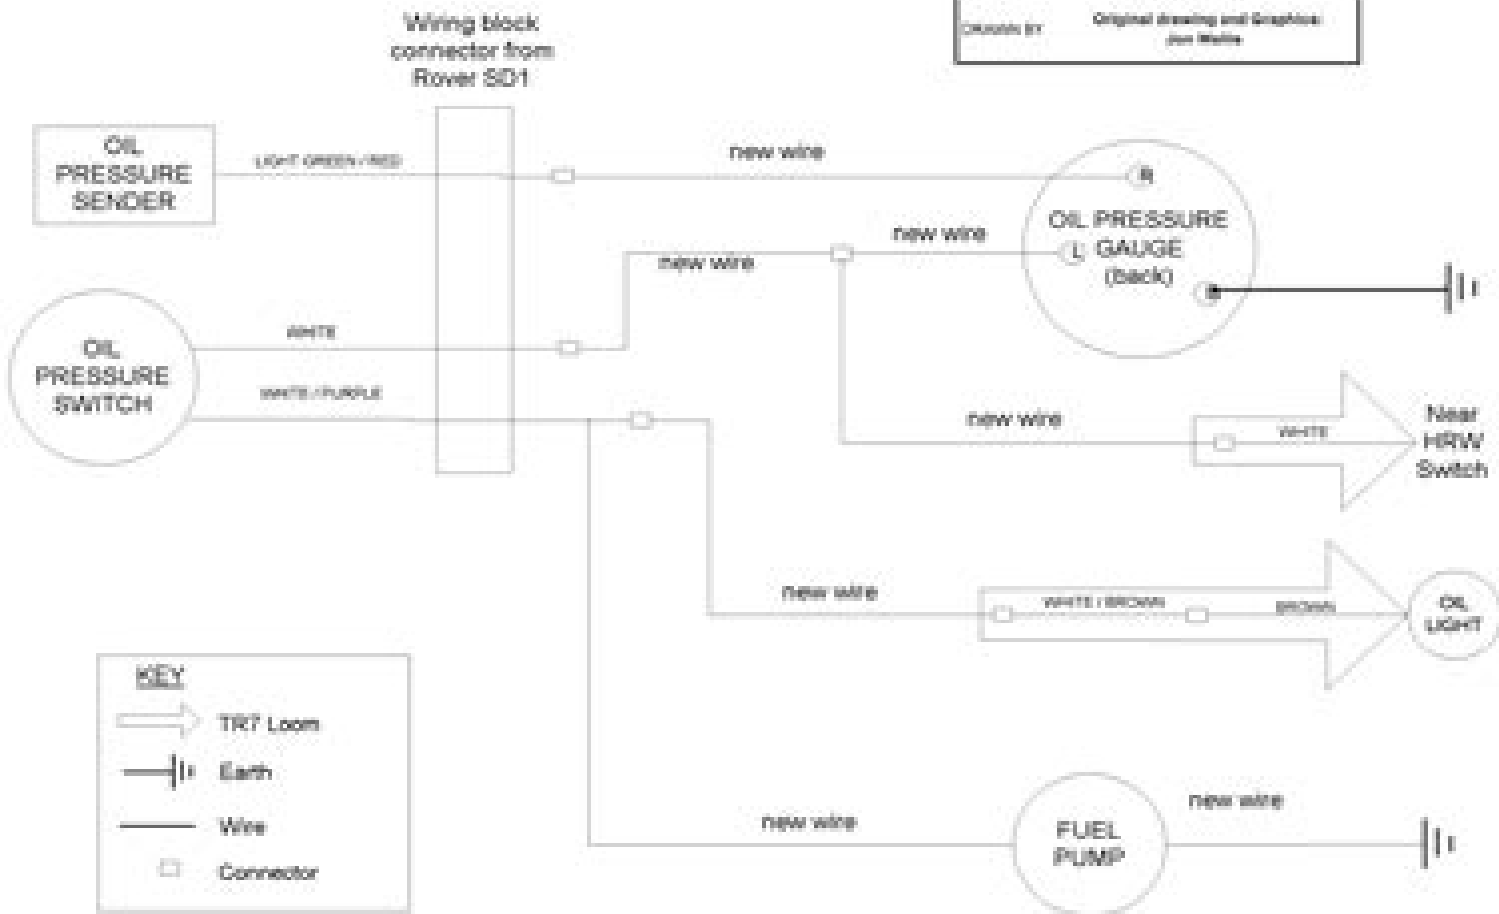 Wiring block
connector from
Rover SD1
DRAWN BY
Original drawing and Graphics:
OIL
PRESSURE
SENDER
LIGHT GREEN / RED
new wire
R
OIL PRESSURE
GAUGE
(back)
L
new wire
new wire
OIL
PRESSURE
SWITCH
WHITE
WHITE / PURPLE
new wire
WHITE
Near
HRW
Switch
new wire
WHITE / BROWN
BROWN
OIL
LIGHT
KEY
TR7 Loom
Earth
Wire
Connector
new wire
FUEL
PUMP
new wire